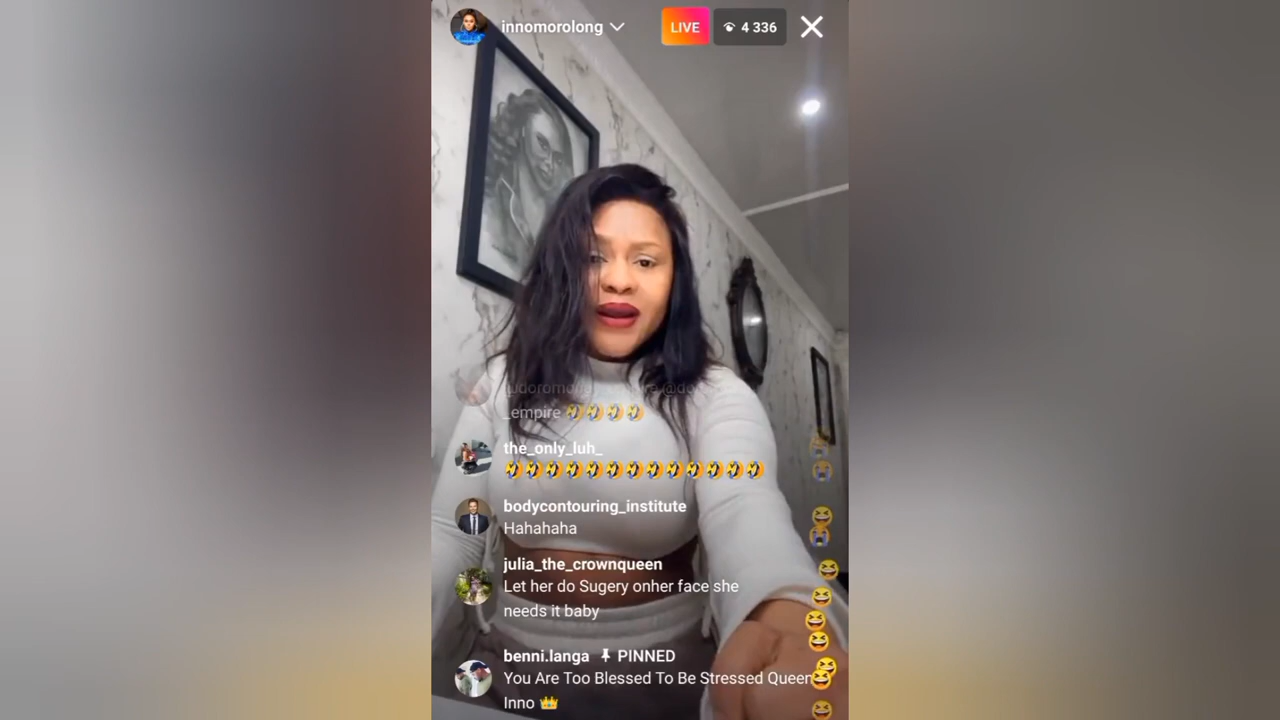 innomorolong
LIVE
4 336
_empire 🤣🤣🤣🤣
the_only_luh_
🤣🤣🤣🤣🤣🤣🤣🤣🤣🤣🤣🤣🤣
bodycontouring_institute
Hahahaha
julia_the_crownqueen
Let her do Sugery onher face she
needs it baby
benni.langa PINNED
You Are Too Blessed To Be Stressed Queen
Inno 👑